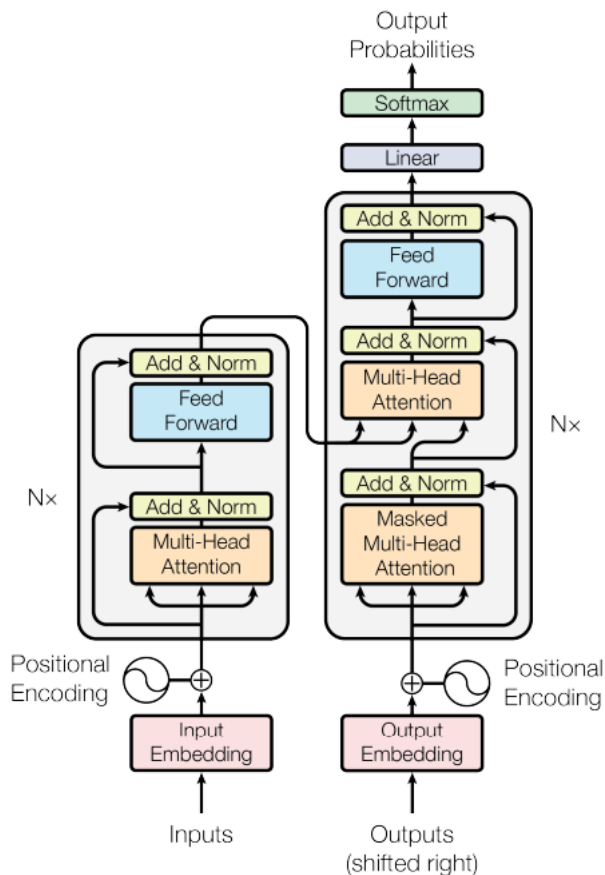 Output
Probabilities
Softmax
Linear
Add & Norm
Feed
Forward
Add & Norm
Multi-Head
Attention
Add & Norm
Masked
Multi-Head
Attention
N×
Add & Norm
Feed
Forward
Add & Norm
Multi-Head
Attention
N×
Positional
Encoding
Positional
Encoding
Input
Embedding
Output
Embedding
Inputs
Outputs
(shifted right)